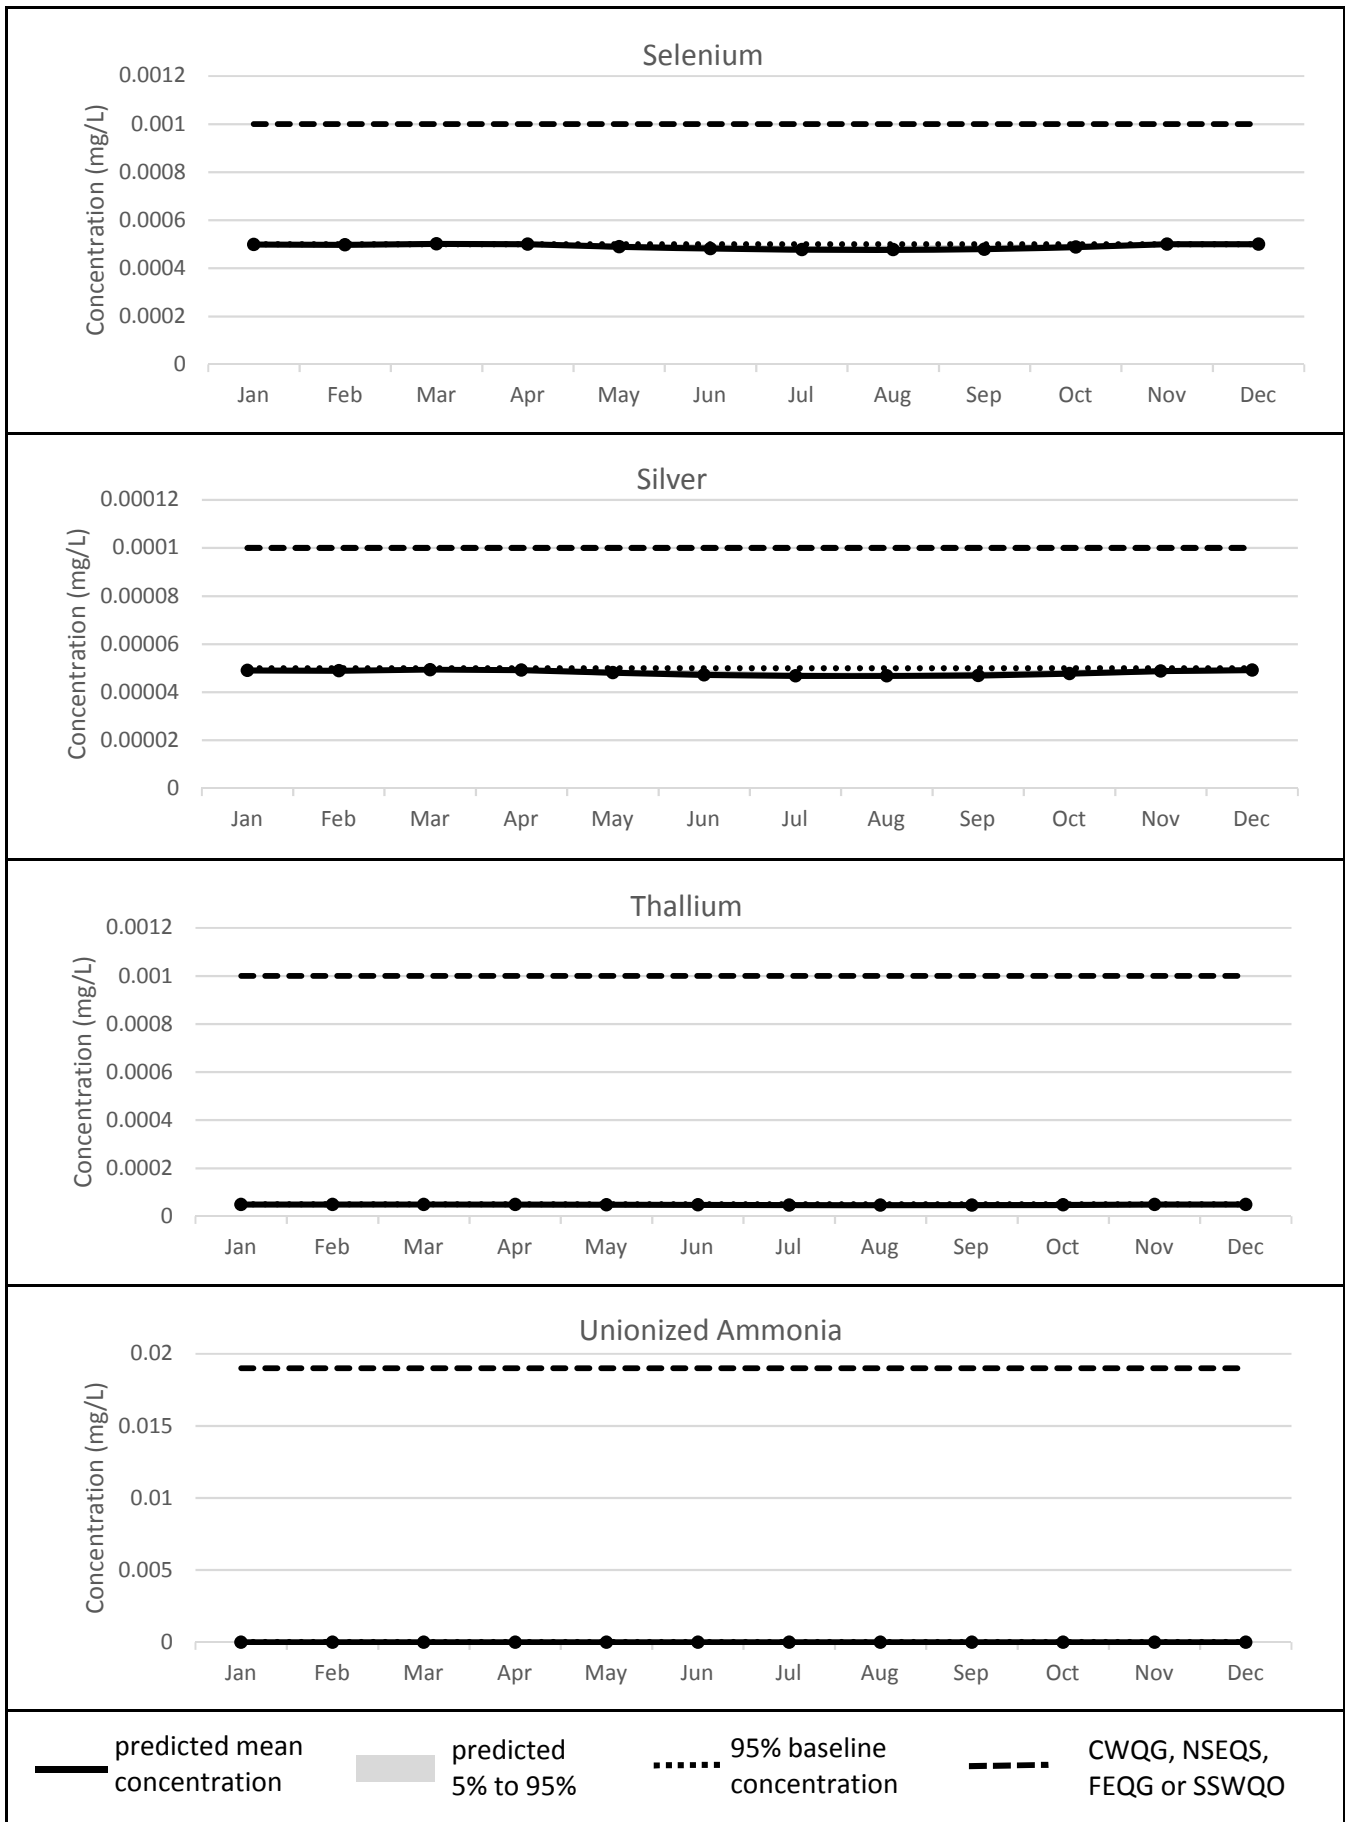 Selenium
Concentration (mg/L)
0.0012
0.001
0.0008
0.0006
0.0004
0.0002
0
Jan Feb Mar Apr May Jun Jul Aug Sep Oct Nov Dec
Silver
Concentration (mg/L)
0.00012
0.0001
0.00008
0.00006
0.00004
0.00002
0
Jan Feb Mar Apr May Jun Jul Aug Sep Oct Nov Dec
Thallium
Concentration (mg/L)
0.0012
0.001
0.0008
0.0006
0.0004
0.0002
0
Jan Feb Mar Apr May Jun Jul Aug Sep Oct Nov Dec
Unionized Ammonia
Concentration (mg/L)
0.02
0.015
0.01
0.005
0
Jan Feb Mar Apr May Jun Jul Aug Sep Oct Nov Dec
predicted mean
concentration
predicted
5% to 95%
95% baseline
concentration
CWQG, NSEQS,
FEQG or SSWQO